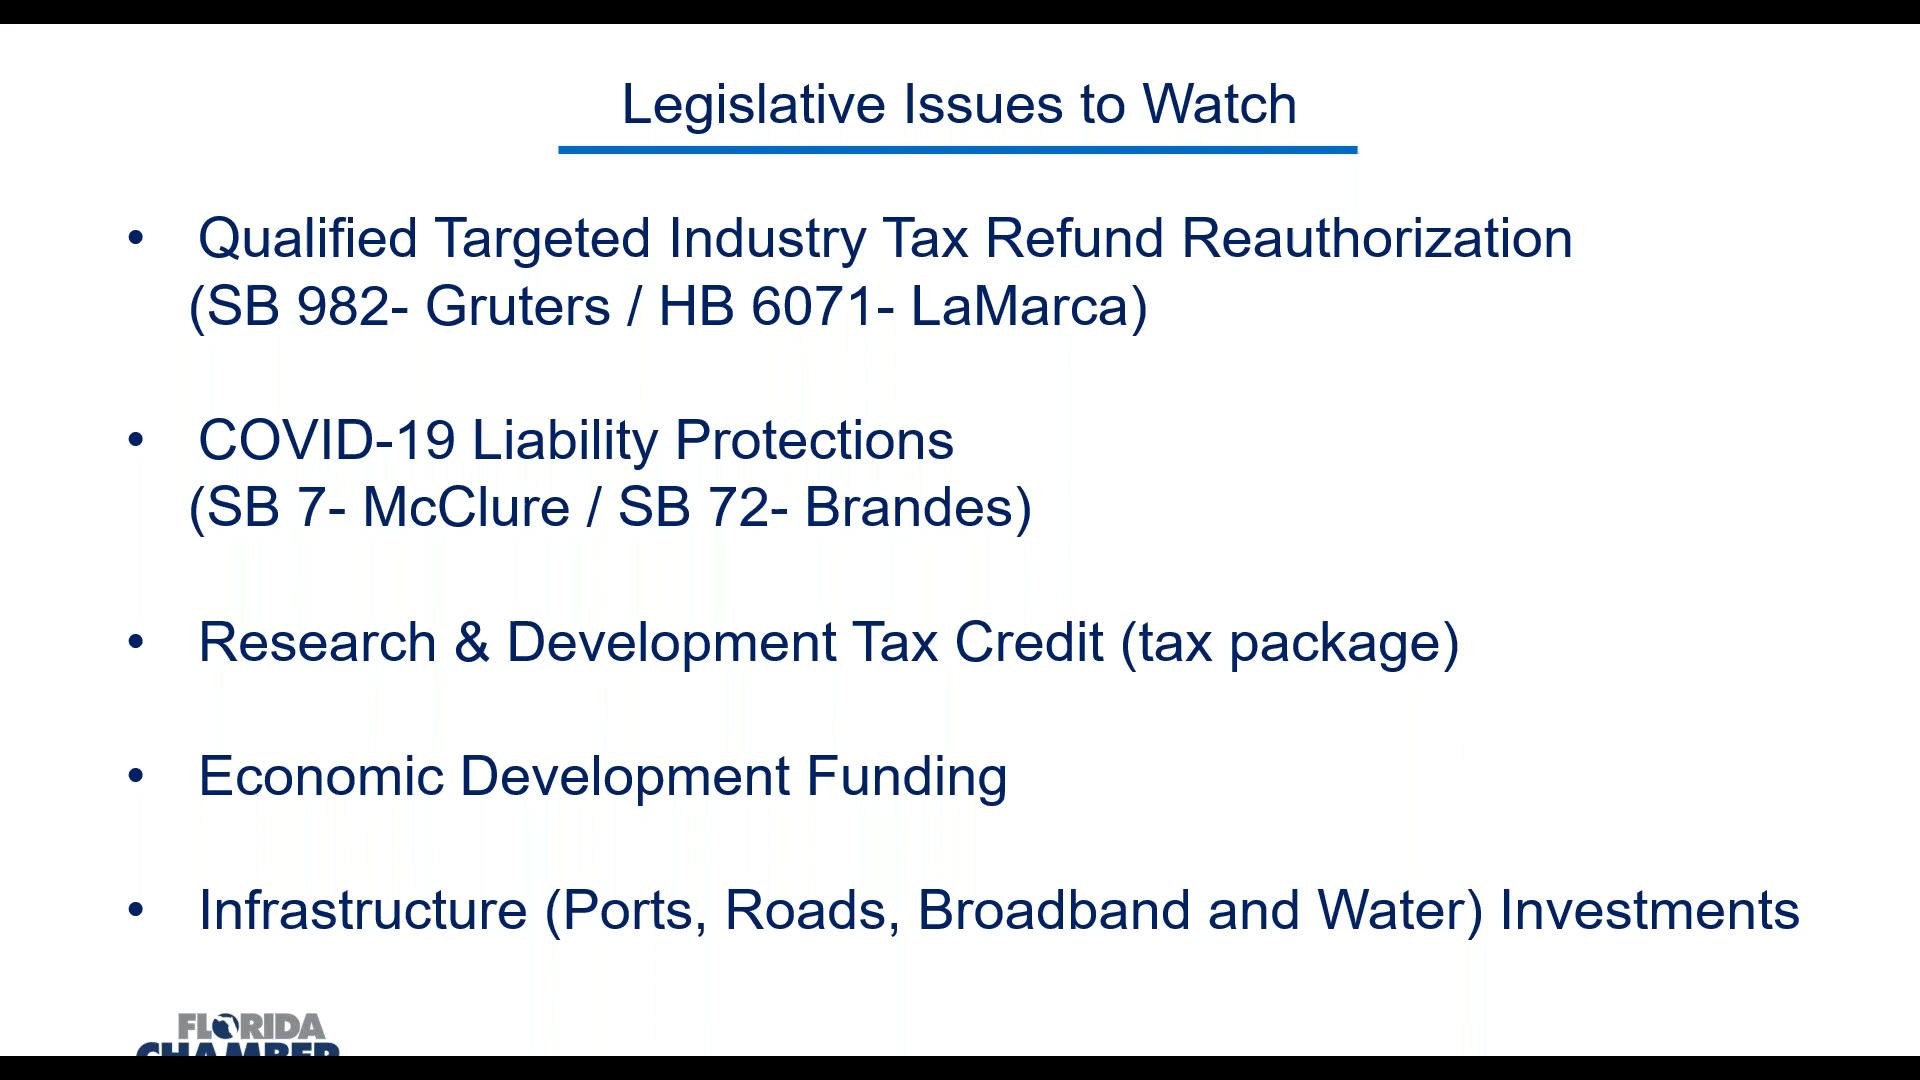 Legislative Issues to Watch
• Qualified Targeted Industry Tax Refund Reauthorization
(SB 982- Gruters / HB 6071- LaMarca)
• COVID-19 Liability Protections
(SB 7- McClure / SB 72- Brandes)
• Research & Development Tax Credit (tax package)
• Economic Development Funding
• Infrastructure (Ports, Roads, Broadband and Water) Investments
FLORIDA
CHAMBER